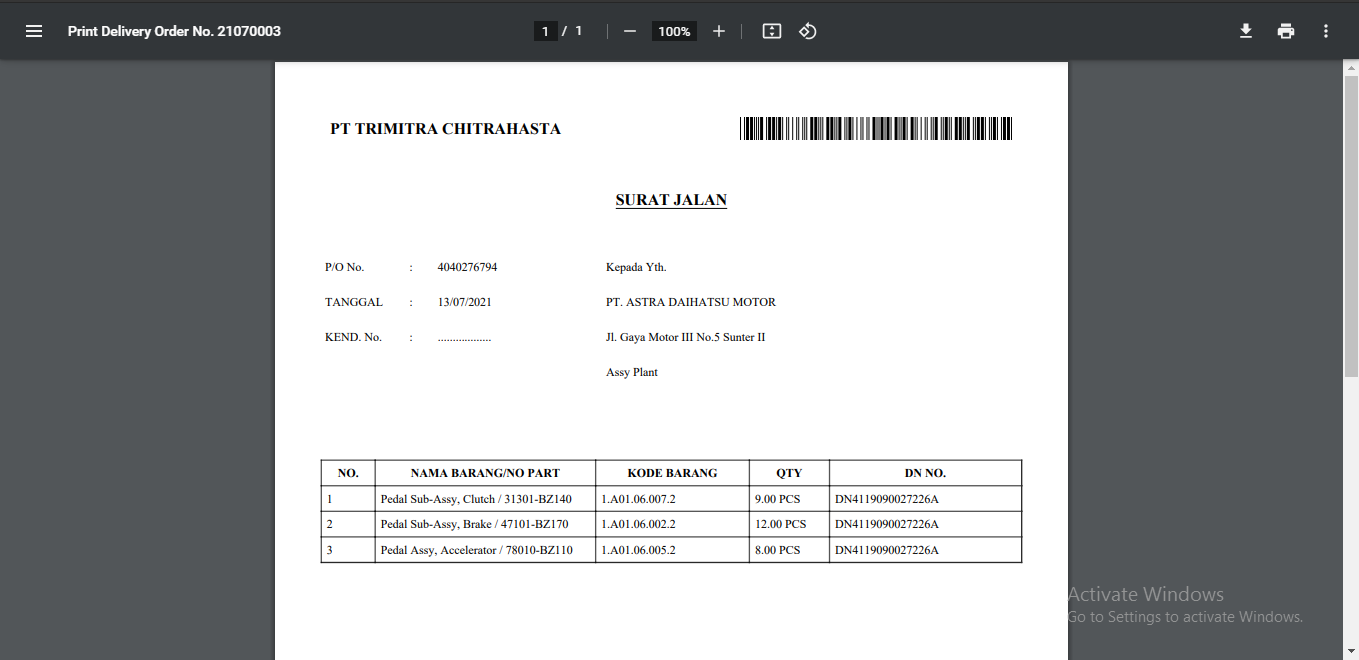 Print Delivery Order No. 21070003
1 / 1
100%
PT TRIMITRA CHITRAHASTA
SURAT JALAN
P/O No. : 4040276794 Kepada Yth.
TANGGAL : 13/07/2021 PT. ASTRA DAIHATSU MOTOR
KEND. No. : .................. Jl. Gaya Motor III No.5 Sunter II
Assy Plant
NO. NAMA BARANG/NO PART KODE BARANG QTY DN NO.
1 Pedal Sub-Assy, Clutch / 31301-BZ140 1.A01.06.007.2 9.00 PCS DN4119090027226A
2 Pedal Sub-Assy, Brake / 47101-BZ170 1.A01.06.002.2 12.00 PCS DN4119090027226A
3 Pedal Assy, Accelerator / 78010-BZ110 1.A01.06.005.2 8.00 PCS DN4119090027226A
Activate Windows
Go to Settings to activate Windows.